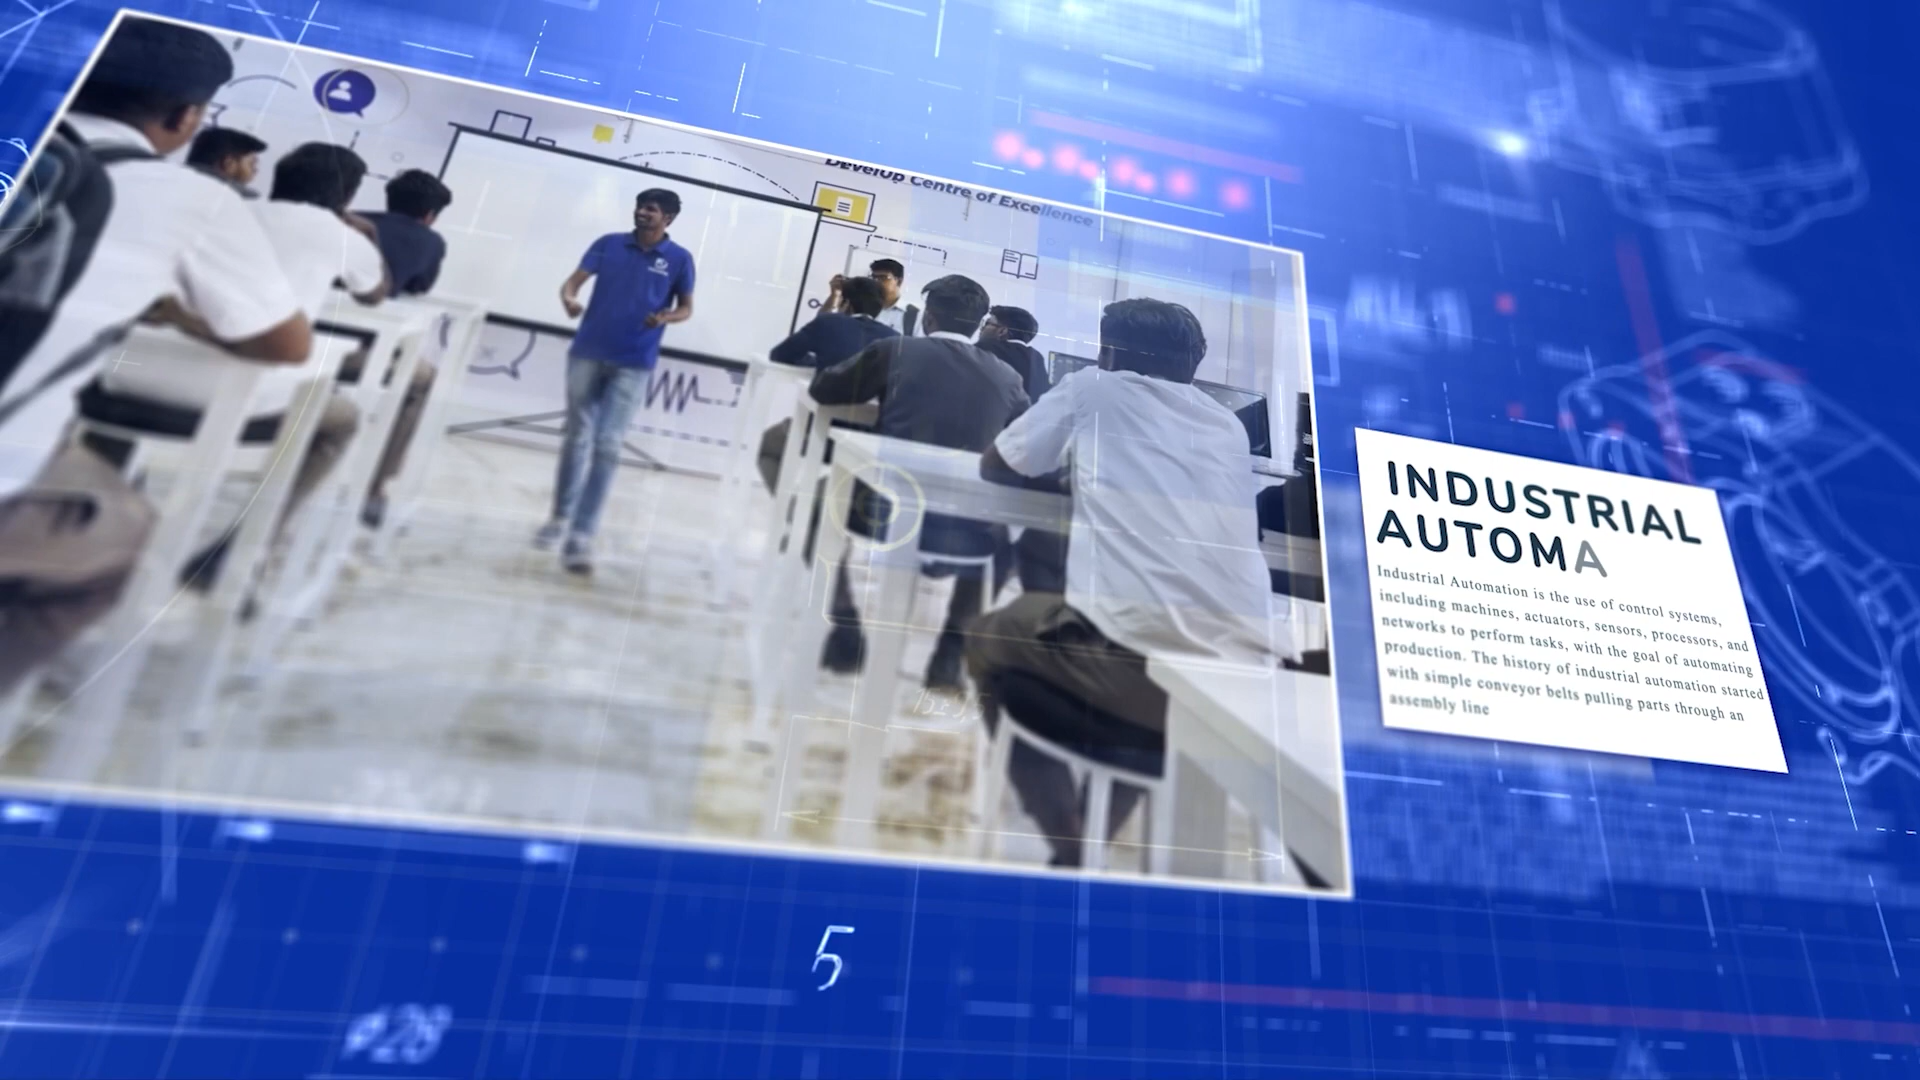 DevelUp Centre of Excellence
INDUSTRIAL
AUTOMA
Industrial Automation is the use of control systems,
including machines, actuators, sensors, processors, and
networks to perform tasks, with the goal of automating
production. The history of industrial automation started
with simple conveyor belts pulling parts through an
assembly line
5
φ28